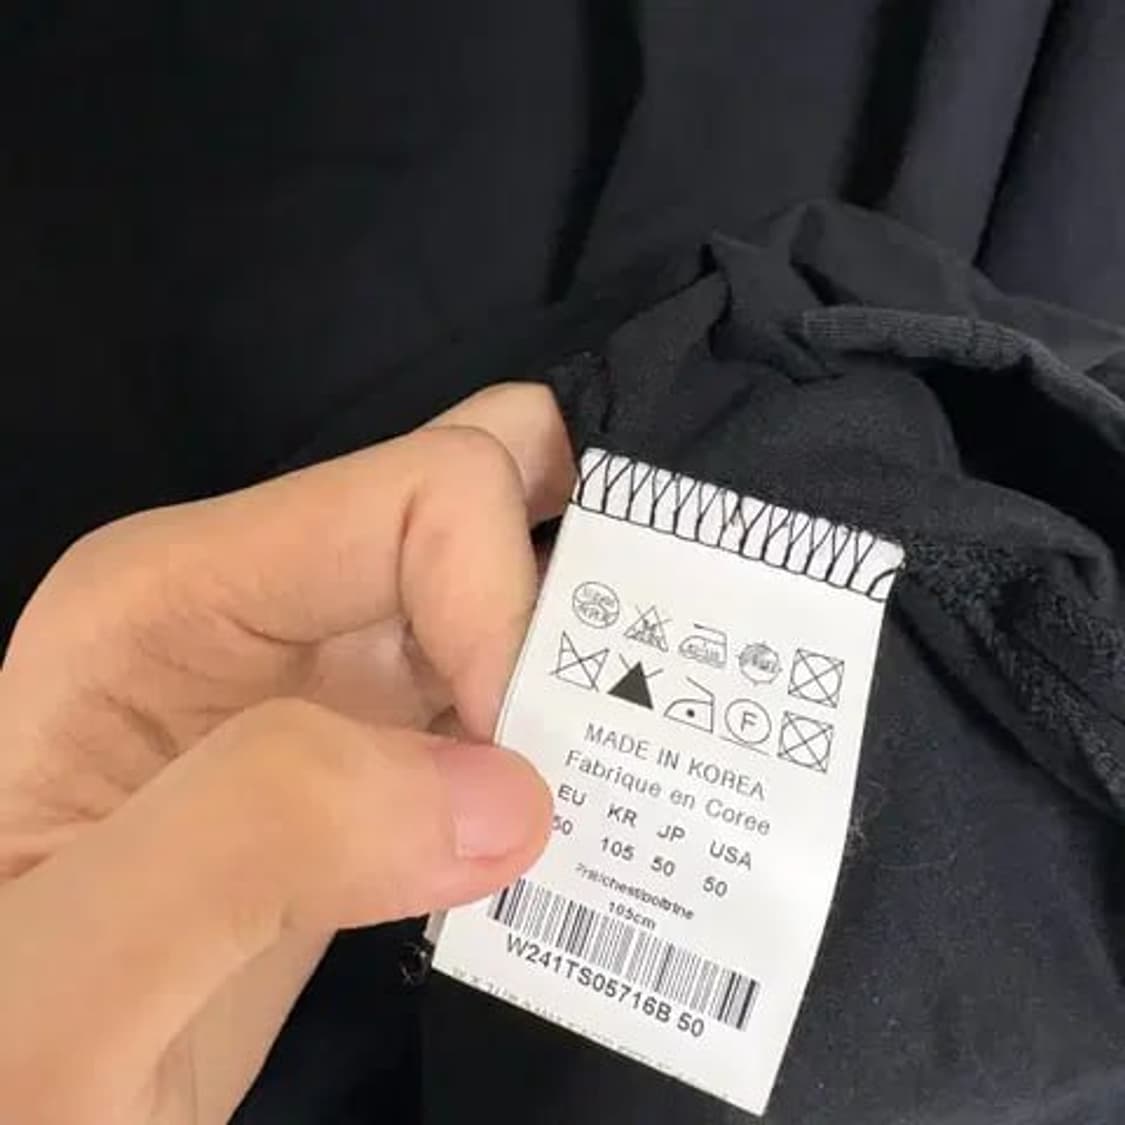 F
MADE IN KOREA
Fabrique en Coree
EU KR JP USA
50 105 50 50
105cm
W241TS05716B 50